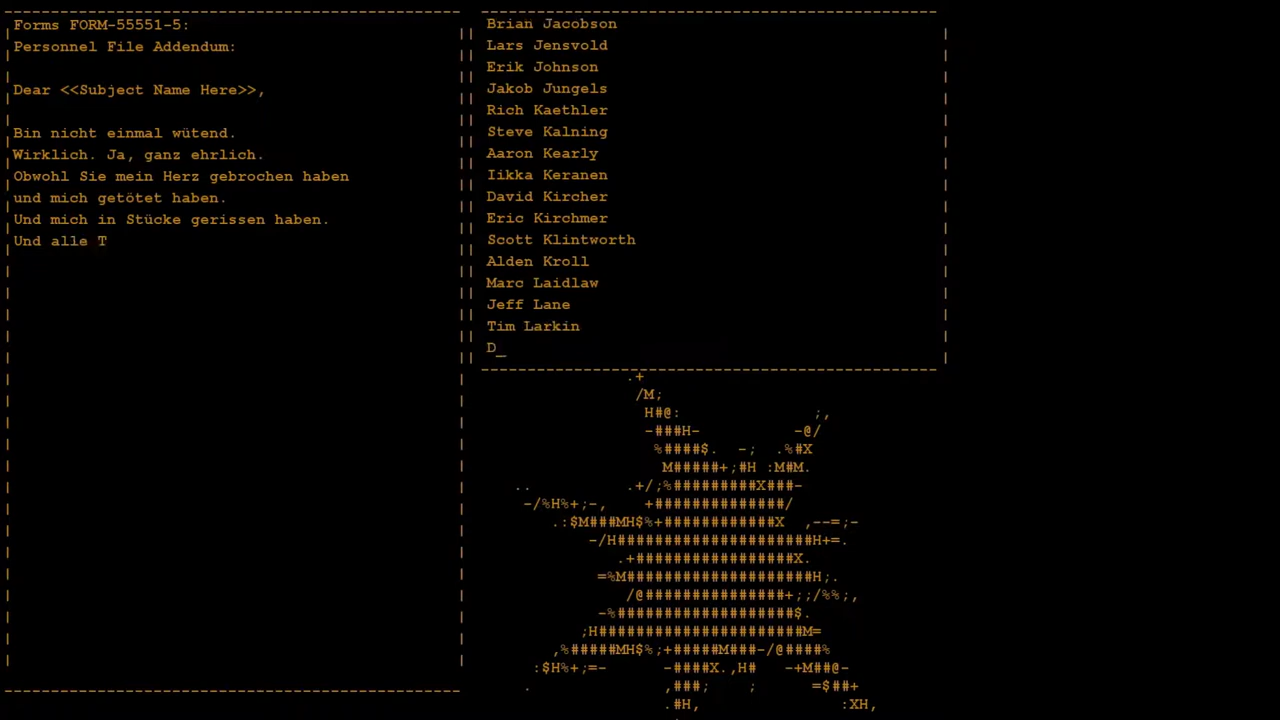 Forms FORM-55551-5:
Personnel File Addendum:
Dear <<Subject Name Here>>,
Bin nicht einmal wütend.
Wirklich. Ja, ganz ehrlich.
Obwohl Sie mein Herz gebrochen haben
und mich getötet haben.
Und mich in Stücke gerissen haben.
Und alle T
Brian Jacobson
Lars Jensvold
Erik Johnson
Jakob Jungels
Rich Kaethler
Steve Kalning
Aaron Kearly
Iikka Keranen
David Kircher
Eric Kirchmer
Scott Klintworth
Alden Kroll
Marc Laidlaw
Jeff Lane
Tim Larkin
D_